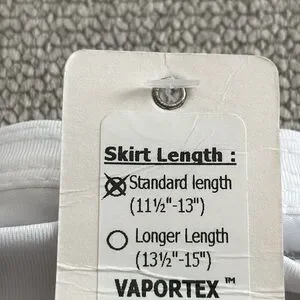 Skirt Length :
Standard length
(11½"-13")
Longer Length
(13½"-15")
VAPORTEX™